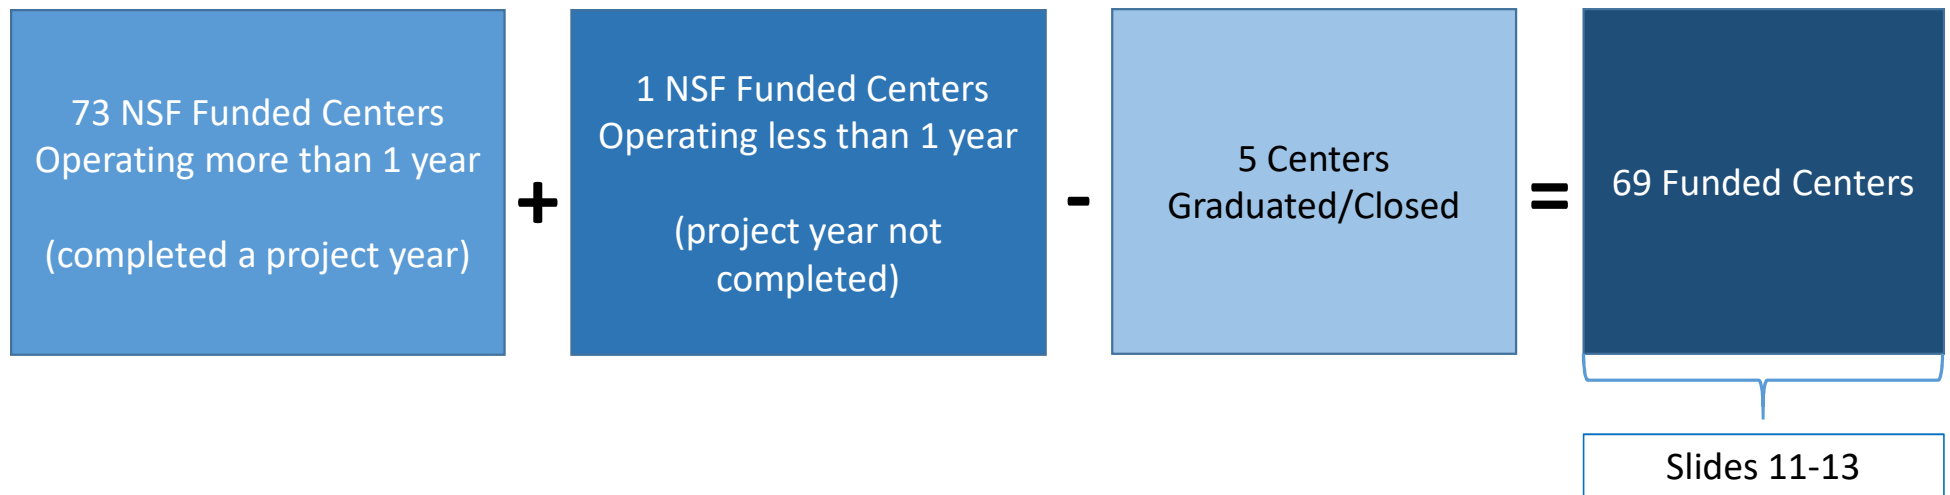 73 NSF Funded Centers
Operating more than 1 year
(completed a project year)
+
1 NSF Funded Centers
Operating less than 1 year
(project year not
completed)
-
5 Centers
Graduated/Closed
=
69 Funded Centers
Slides 11-13